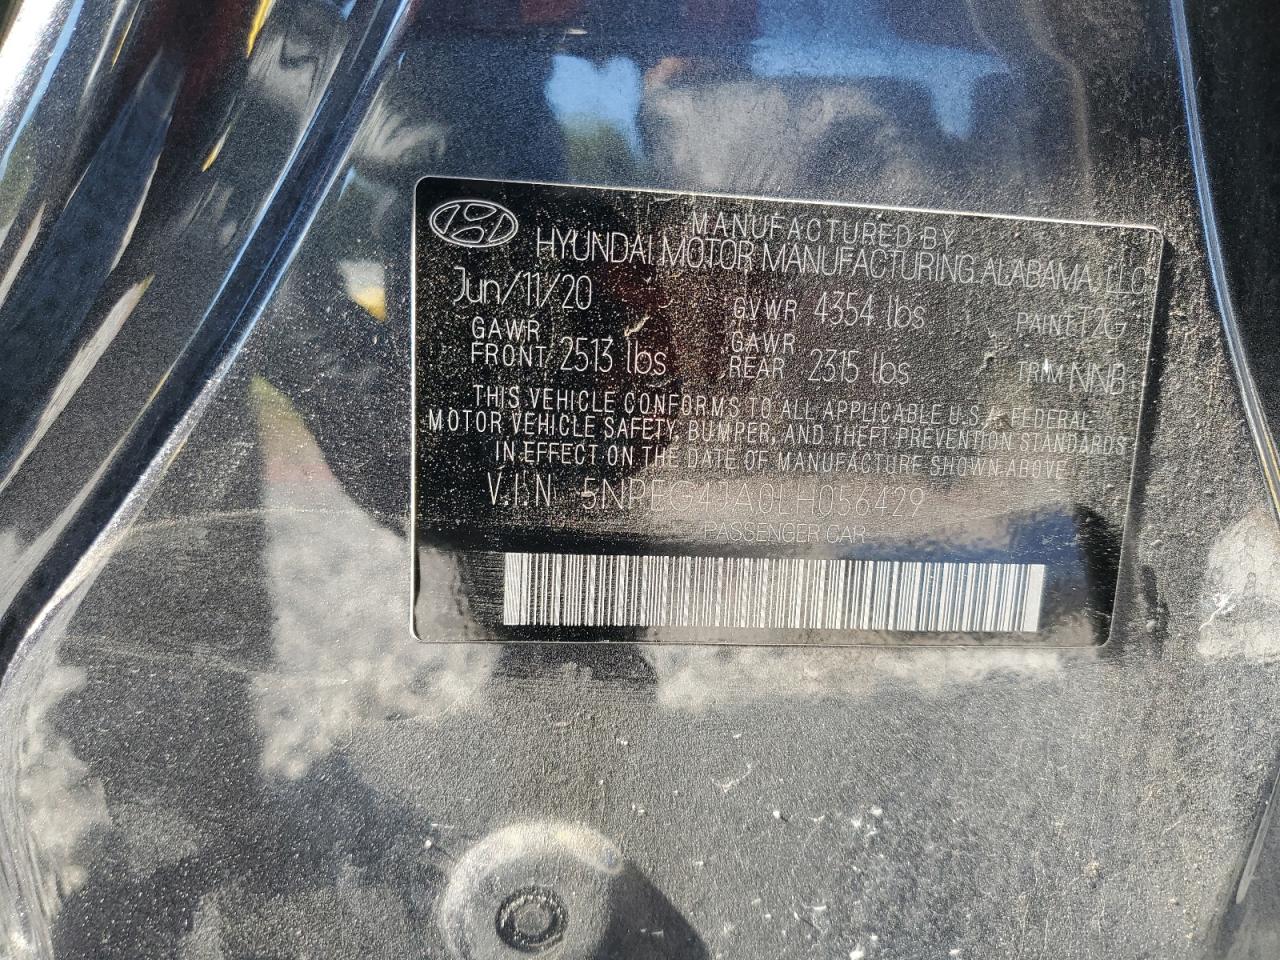 MANUFACTURED BY
HYUNDAI MOTOR MANUFACTURING ALABAMA, LLC
Jun/11/20 GVWR 4354 lbs PAINT T2G
GAWR FRONT 2513 lbs GAWR REAR 2315 lbs TRIM NNB
THIS VEHICLE CONFORMS TO ALL APPLICABLE U.S.A. FEDERAL
MOTOR VEHICLE SAFETY, BUMPER, AND THEFT PREVENTION STANDARDS
IN EFFECT ON THE DATE OF MANUFACTURE SHOWN ABOVE
V.I.N 5NPEG4JA0LH056429
PASSENGER CAR